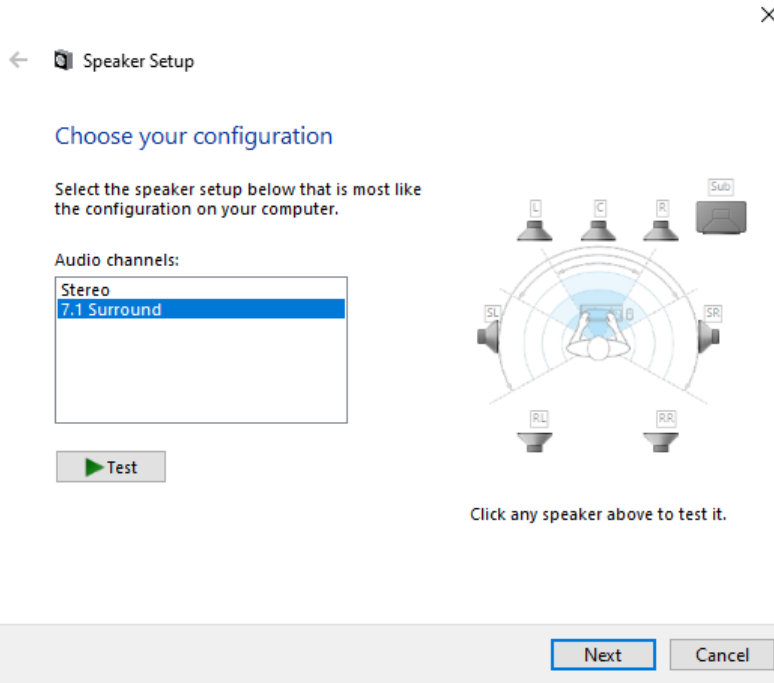 Speaker Setup
Choose your configuration
Select the speaker setup below that is most like
the configuration on your computer.
Audio channels:
Stereo
7.1 Surround
Test
Sub
L
C
R
SL
SR
RL
RR
Click any speaker above to test it.
Next
Cancel